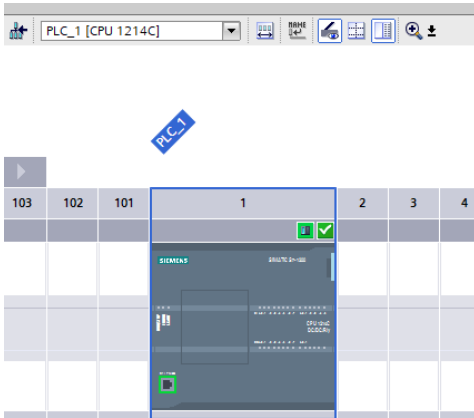 PLC_1 [CPU 1214C]
NAME
PLC_1
103 102 101 1 2 3 4
SIEMENS
SIMATIC S7-1200
CPU 1214C
DC/DC/Rly